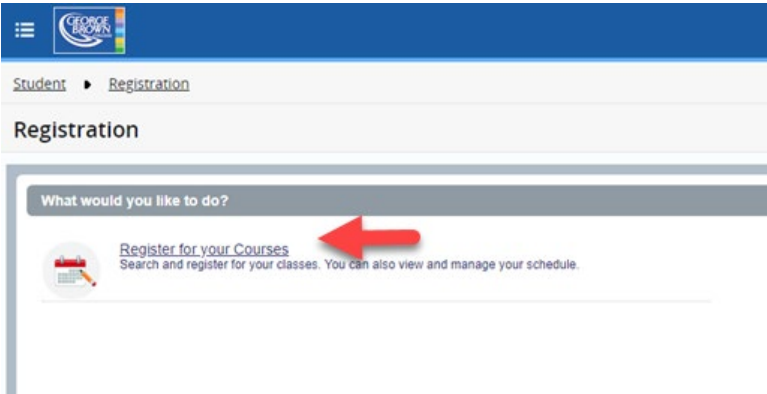 GEORGE
BROWN
COLLEGE
Student Registration
Registration
What would you like to do?
Register for your Courses
Search and register for your classes. You can also view and manage your schedule.